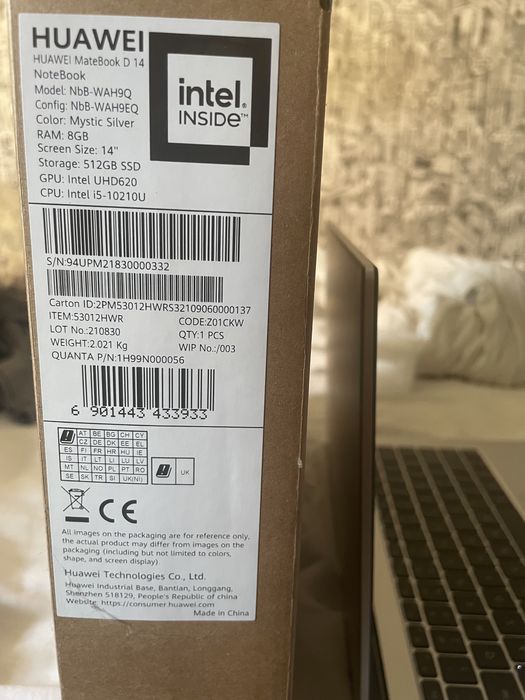 HUAWEI
HUAWEI MateBook D 14
NoteBook
Model: NbB-WAH9Q
Config: NbB-WAH9EQ
Color: Mystic Silver
RAM: 8GB
Screen Size: 14"
Storage: 512GB SSD
GPU: Intel UHD620
CPU: Intel i5-10210U
intel®
INSIDE™
S/N:94UPM21830000332
Carton ID:2PM53012HWRS32109060000137
ITEM:53012HWR CODE:Z01CKW
LOT No.:210830 QTY:1 PCS
WEIGHT:2.021 Kg WIP No.:/003
QUANTA P/N:1H99N000056
6 901443 433933
AT BE BG CH CY
CZ DE DK EE EL
ES FI FR HR HU IE
IS IT LT LI LU LV
MT NL NO PL PT RO
SE SK TR SI UK(NI)
UK
CE
All images on the packaging are for reference only,
the actual product may differ from images on the
packaging (including but not limited to colors,
shape, and screen display)
Huawei Technologies Co., Ltd.
Huawei Industrial Base, Bantian, Longgang,
Shenzhen 518129, People's Republic of china
Website: https://consumer.huawei.com
Made in China